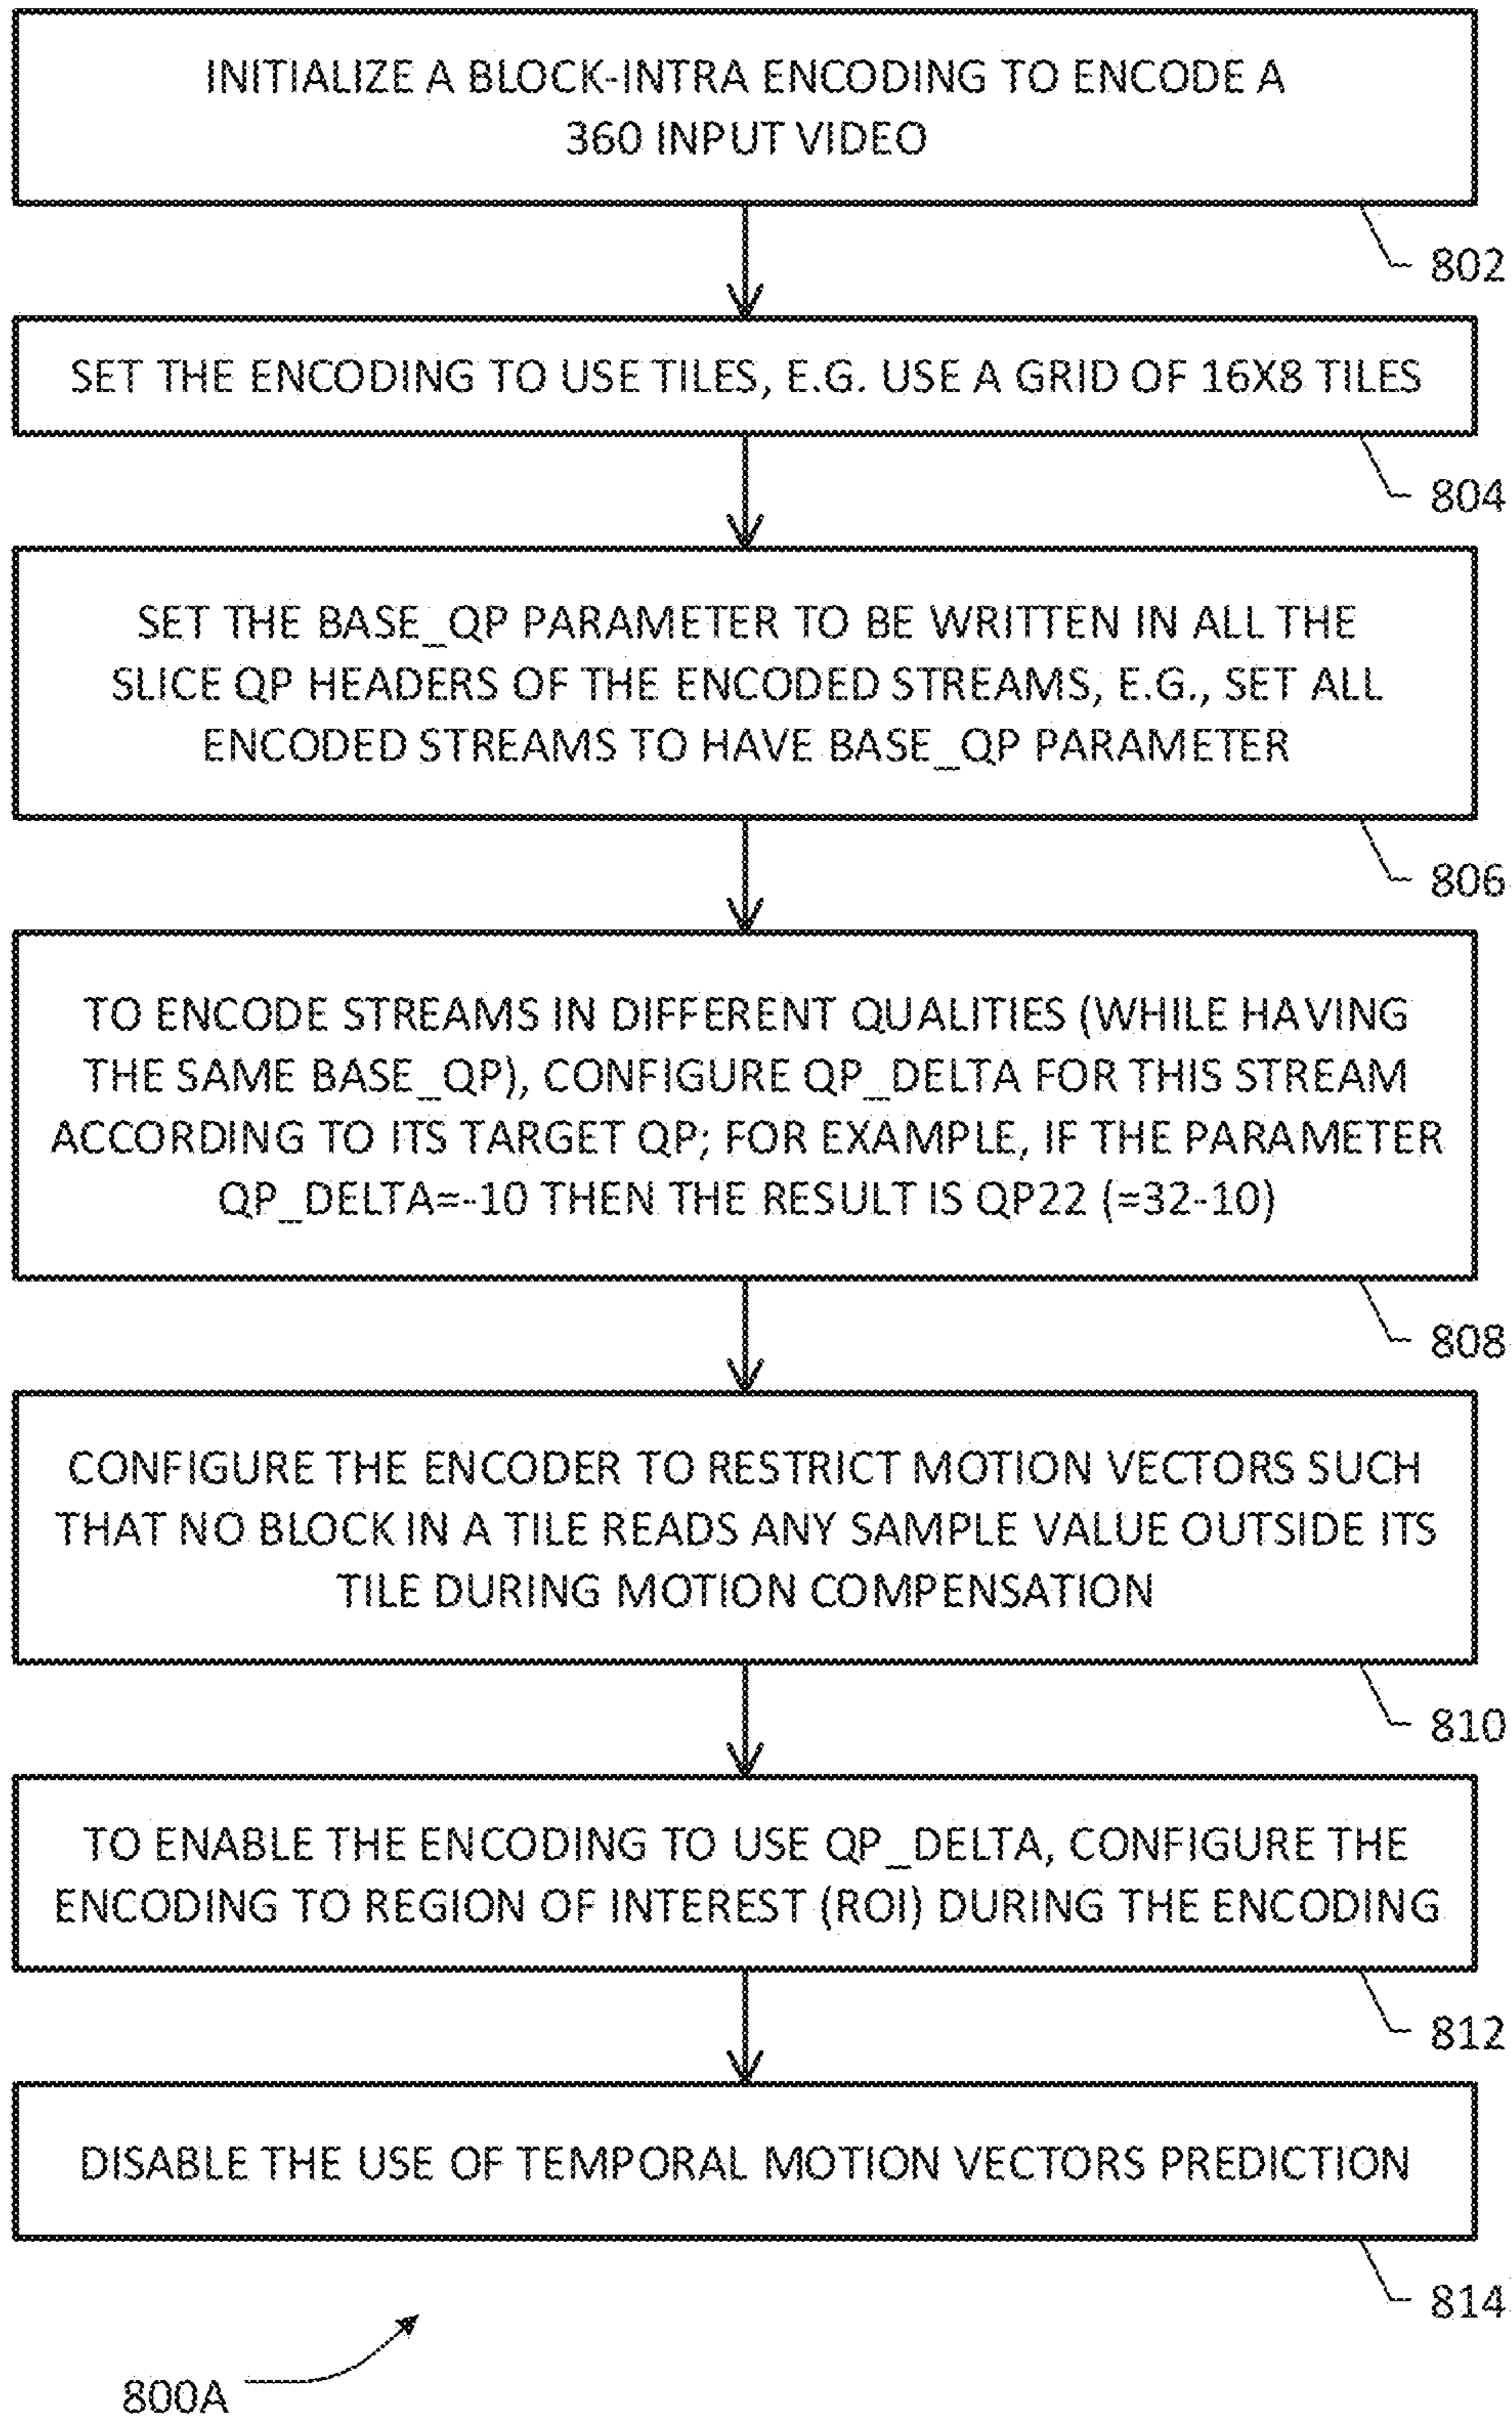 INITIALIZE A BLOCK-INTRA ENCODING TO ENCODE A
360 INPUT VIDEO
802
SET THE ENCODING TO USE TILES, E.G. USE A GRID OF 16X8 TILES
804
SET THE BASE_QP PARAMETER TO BE WRITTEN IN ALL THE
SLICE QP HEADERS OF THE ENCODED STREAMS, E.G., SET ALL
ENCODED STREAMS TO HAVE BASE_QP PARAMETER
806
TO ENCODE STREAMS IN DIFFERENT QUALITIES (WHILE HAVING
THE SAME BASE_QP), CONFIGURE QP_DELTA FOR THIS STREAM
ACCORDING TO ITS TARGET QP; FOR EXAMPLE, IF THE PARAMETER
QP_DELTA=-10 THEN THE RESULT IS QP22 (=32-10)
808
CONFIGURE THE ENCODER TO RESTRICT MOTION VECTORS SUCH
THAT NO BLOCK IN A TILE READS ANY SAMPLE VALUE OUTSIDE ITS
TILE DURING MOTION COMPENSATION
810
TO ENABLE THE ENCODING TO USE QP_DELTA, CONFIGURE THE
ENCODING TO REGION OF INTEREST (ROI) DURING THE ENCODING
812
DISABLE THE USE OF TEMPORAL MOTION VECTORS PREDICTION
814
800A